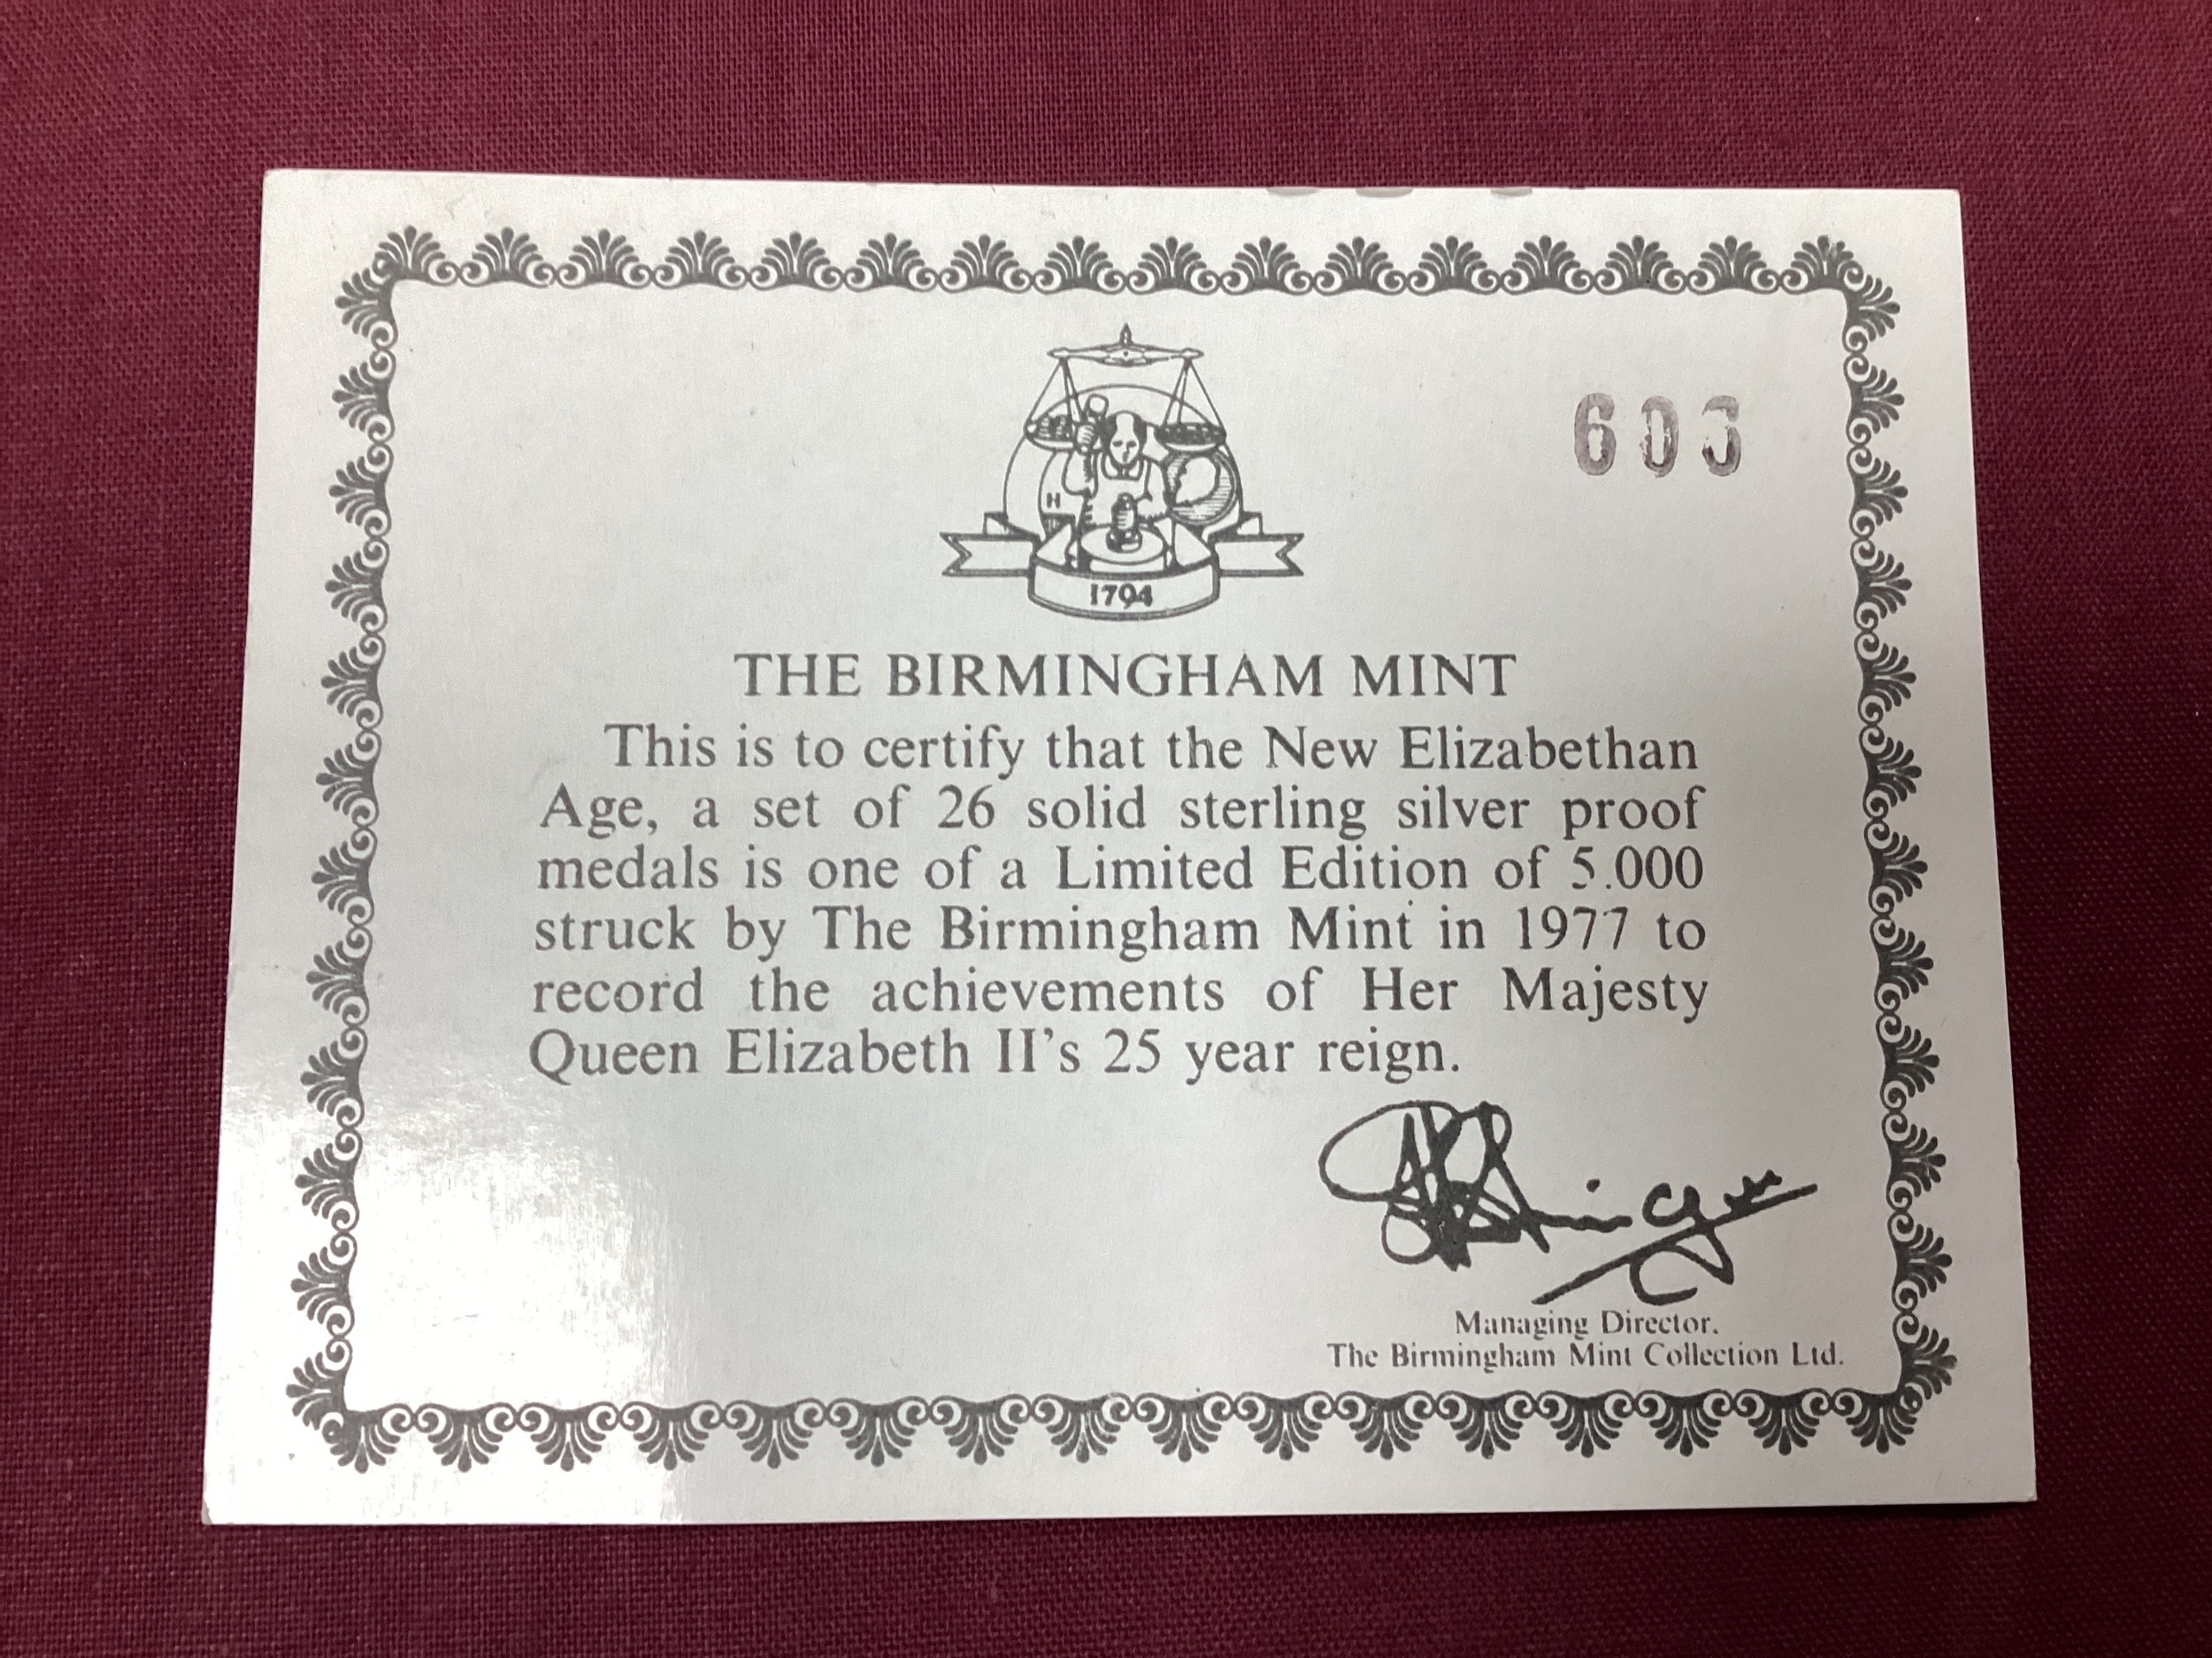 603
H
1794
THE BIRMINGHAM MINT
This is to certify that the New Elizabethan
Age, a set of 26 solid sterling silver proof
medals is one of a Limited Edition of 5.000
struck by The Birmingham Mint in 1977 to
record the achievements of Her Majesty
Queen Elizabeth II's 25 year reign.
Managing Director.
The Birmingham Mint Collection Ltd.